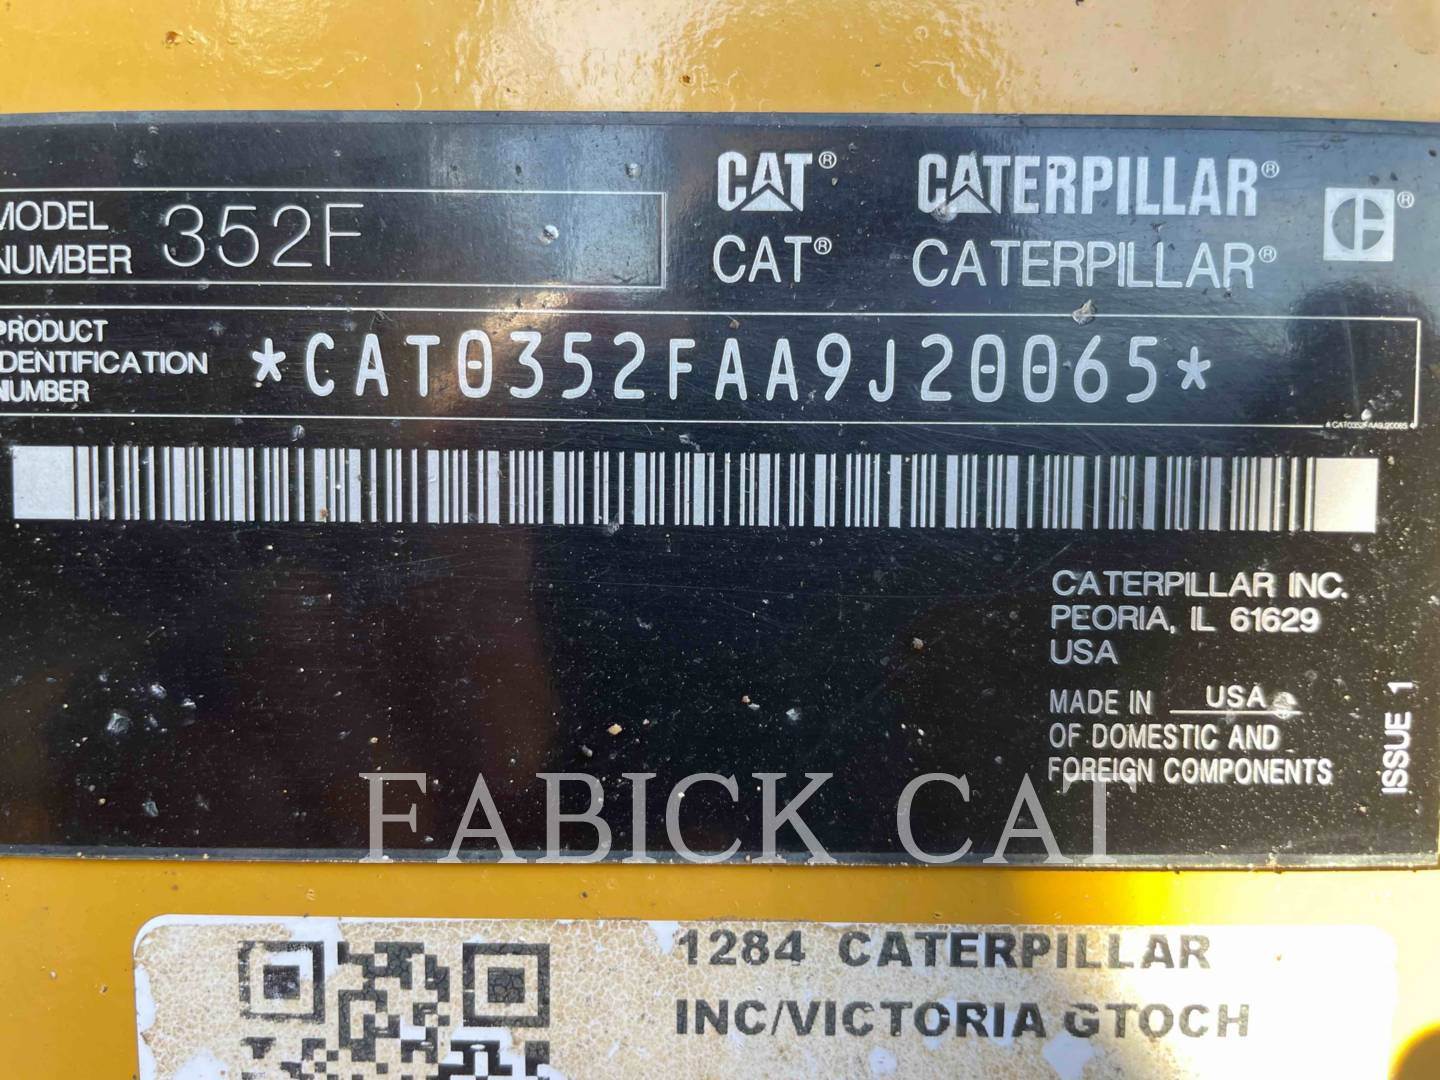 CAT® CATERPILLAR®
MODEL NUMBER 352F
CAT® CATERPILLAR® ®
PRODUCT
IDENTIFICATION
NUMBER
*CAT0352FAA9J20065*
*CAT0352FAA9J20065*
CATERPILLAR INC.
PEORIA, IL 61629
USA
MADE IN USA
OF DOMESTIC AND
FOREIGN COMPONENTS
ISSUE 1
FABICK CAT
1284 CATERPILLAR
INC/VICTORIA GTOCH